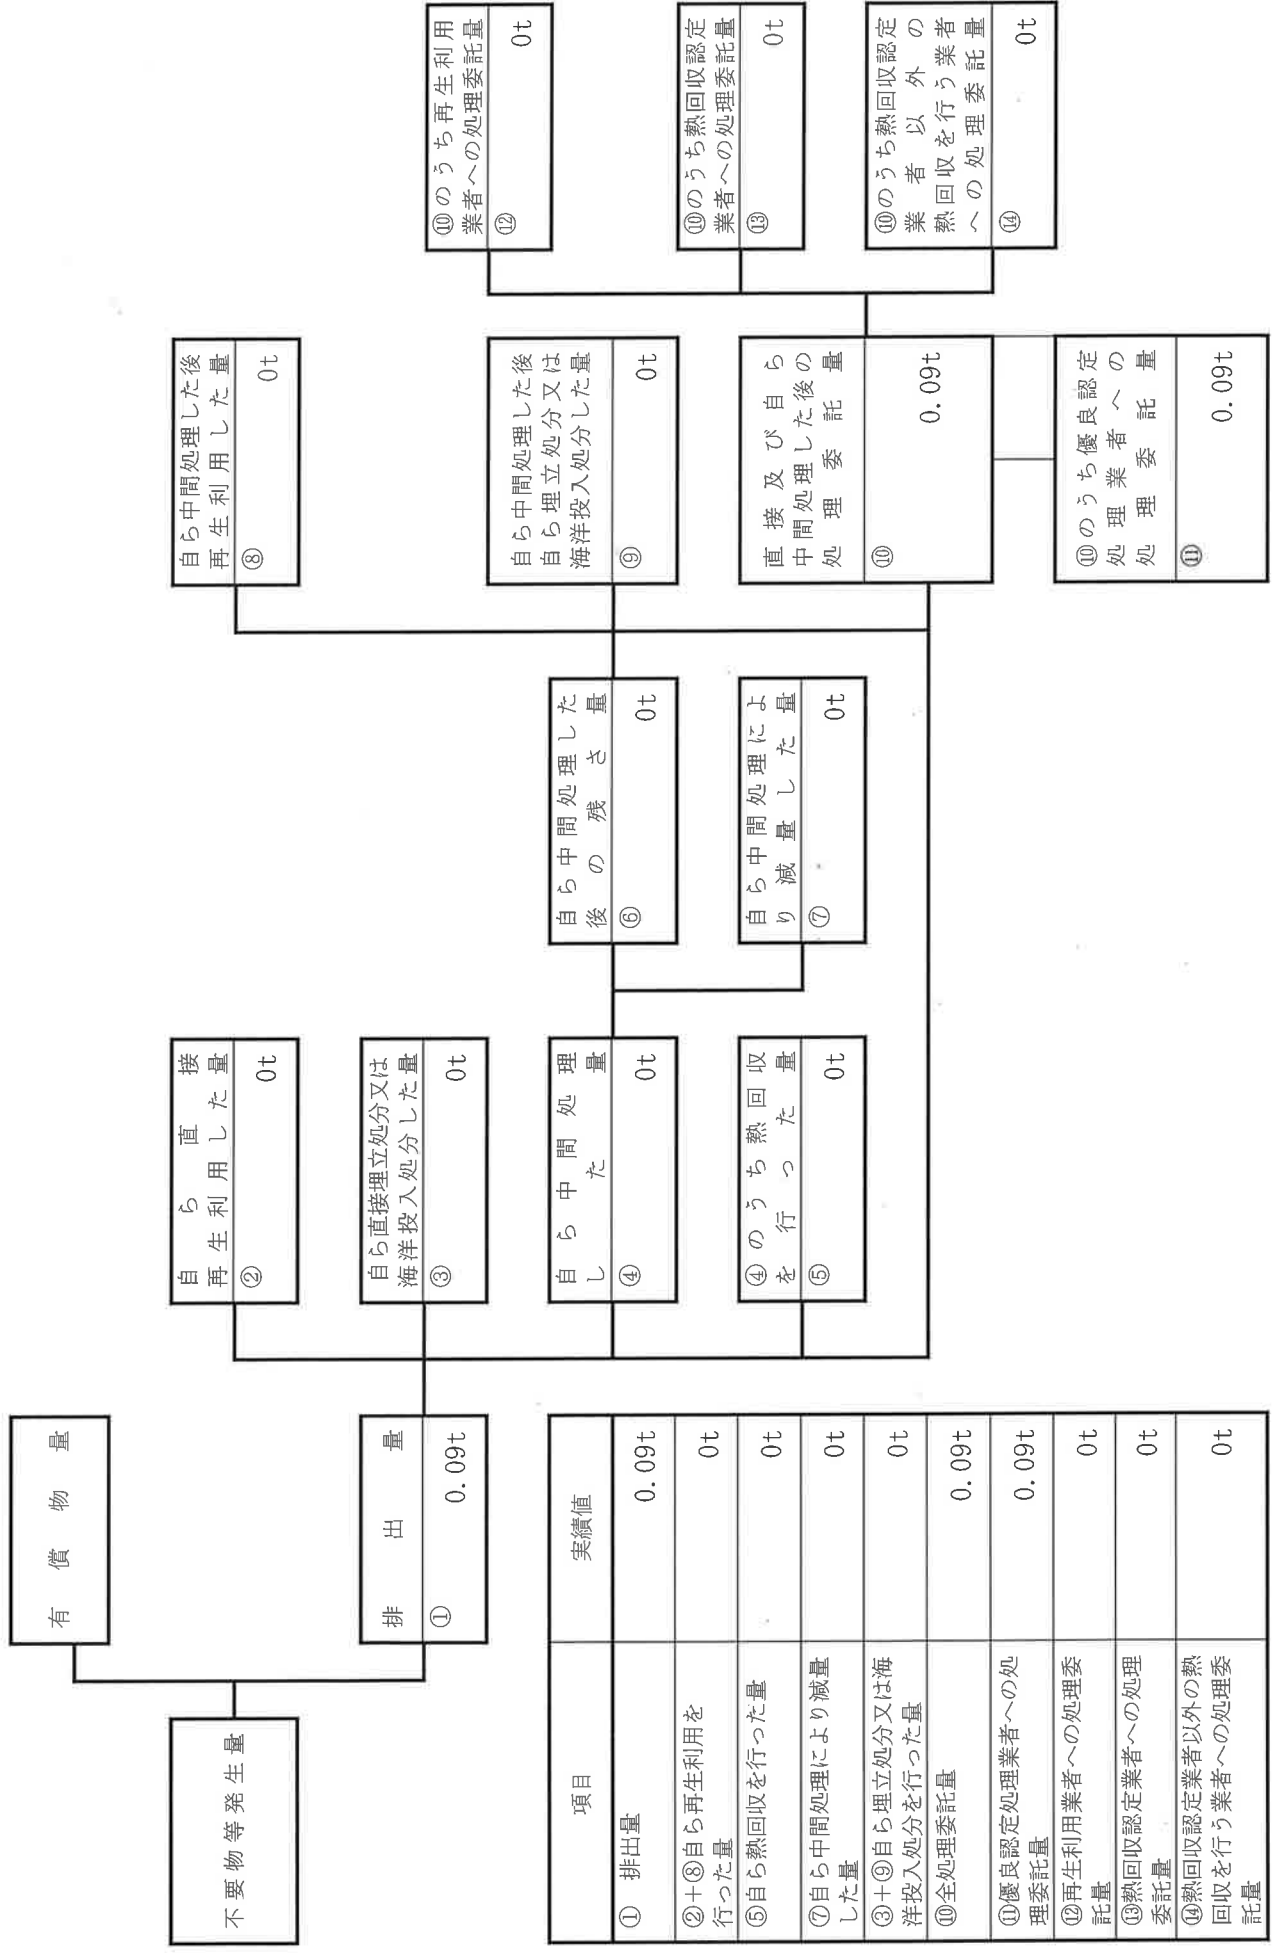 不要物等発生量
有償物量
排出量
① 0.09t
自ら直接
再生利用した量
② 0t
自ら直接埋立処分又は
海洋投入処分した量
③ 0t
自ら中間処理
した量
④ 0t
④のうち熱回収
を行った量
⑤ 0t
自ら中間処理した
後の残さ量
⑥ 0t
自ら中間処理によ
り減量した量
⑦ 0t
自ら中間処理した後
再生利用した量
⑧ 0t
自ら中間処理した後
自ら埋立処分又は
海洋投入処分した量
⑨ 0t
直接及び自ら
中間処理した後の
処理委託量
⑩ 0.09t
⑩のうち優良認定
処理業者への
処理委託量
⑪ 0.09t
⑩のうち再生利用
業者への処理委託量
⑫ 0t
⑩のうち熱回収認定
業者への処理委託量
⑬ 0t
⑩のうち熱回収認定
業者以外の
熱回収を行う業者
への処理委託量
⑭ 0t
項目 実績値
① 排出量 0.09t
②+⑧自ら再生利用を
行った量 0t
⑤自ら熱回収を行った量 0t
⑦自ら中間処理により減量
した量 0t
③+⑨自ら埋立処分又は海
洋投入処分を行った量 0t
⑩全処理委託量 0.09t
⑪優良認定処理業者への処
理委託量 0.09t
⑫再生利用業者への処理委
託量 0t
⑬熱回収認定業者への処理
委託量 0t
⑭熱回収認定業者以外の熱
回収を行う業者への処理委
託量 0t